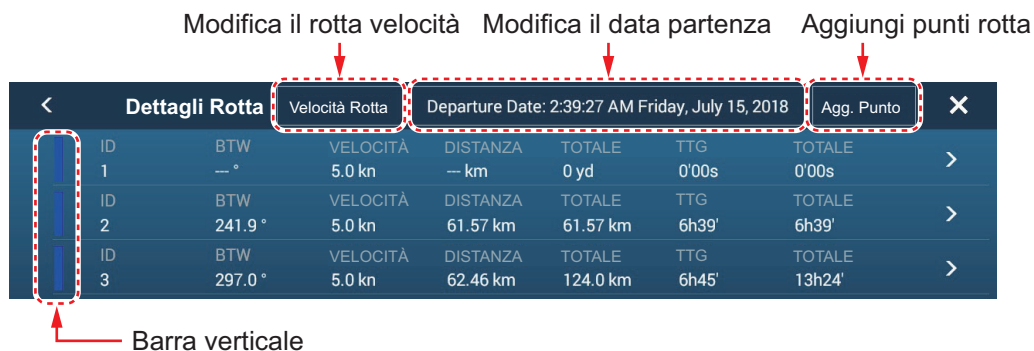 Modifica il rotta velocità Modifica il data partenza Aggiungi punti rotta
< Dettagli Rotta Velocità Rotta Departure Date: 2:39:27 AM Friday, July 15, 2018 Agg. Punto ×
ID BTW VELOCITÀ DISTANZA TOTALE TTG TOTALE
1 --- ° 5.0 kn --- km 0 yd 0'00s 0'00s >
ID BTW VELOCITÀ DISTANZA TOTALE TTG TOTALE
2 241.9 ° 5.0 kn 61.57 km 61.57 km 6h39' 6h39' >
ID BTW VELOCITÀ DISTANZA TOTALE TTG TOTALE
3 297.0 ° 5.0 kn 62.46 km 124.0 km 6h45' 13h24' >
Barra verticale